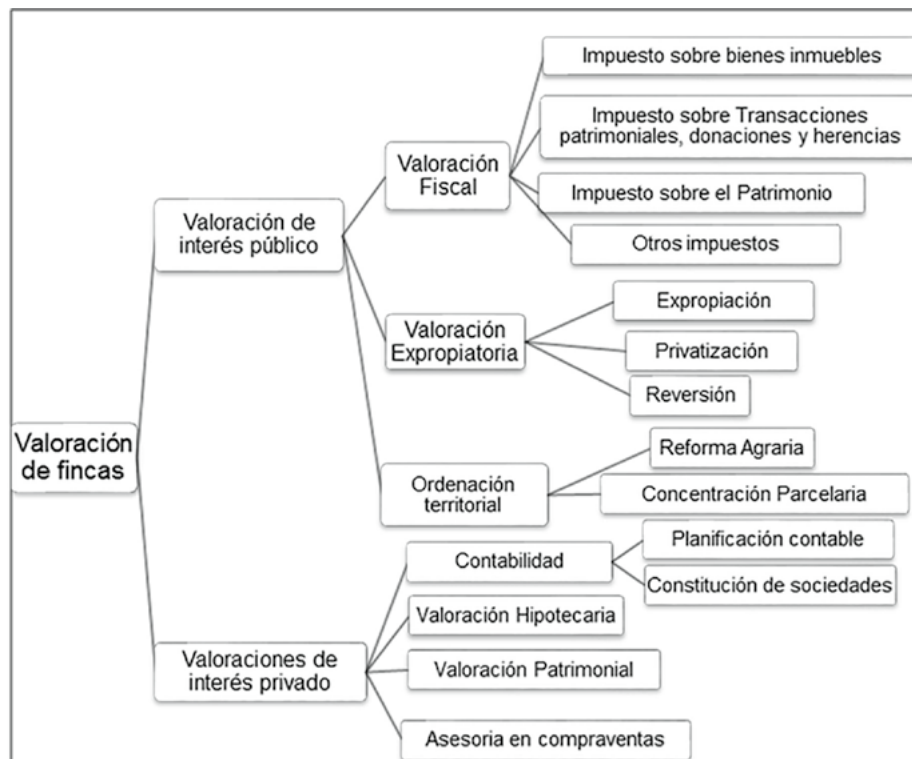 Impuesto sobre bienes inmuebles
Impuesto sobre Transacciones
patrimoniales, donaciones y herencias
Valoración
Fiscal
Impuesto sobre el Patrimonio
Valoración de
interés público
Otros impuestos
Expropiación
Valoración
Expropiatoria
Privatización
Reversión
Valoración
de fincas
Reforma Agraria
Ordenación
territorial
Concentración Parcelaria
Planificación contable
Contabilidad
Constitución de sociedades
Valoración Hipotecaria
Valoraciones de
interés privado
Valoración Patrimonial
Asesoria en compraventas